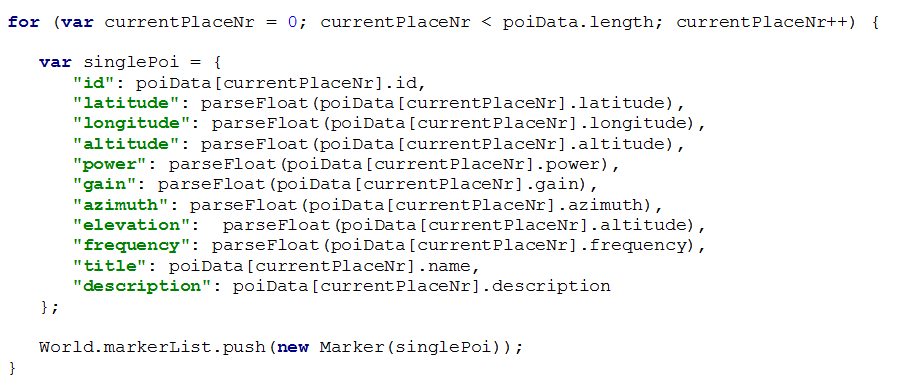 for (var currentPlaceNr = 0; currentPlaceNr < poiData.length; currentPlaceNr++) {
var singlePoi = {
"id": poiData[currentPlaceNr].id,
"latitude": parseFloat(poiData[currentPlaceNr].latitude),
"longitude": parseFloat(poiData[currentPlaceNr].longitude),
"altitude": parseFloat(poiData[currentPlaceNr].altitude),
"power": parseFloat(poiData[currentPlaceNr].power),
"gain": parseFloat(poiData[currentPlaceNr].gain),
"azimuth": parseFloat(poiData[currentPlaceNr].azimuth),
"elevation":  parseFloat(poiData[currentPlaceNr].altitude),
"frequency": parseFloat(poiData[currentPlaceNr].frequency),
"title": poiData[currentPlaceNr].name,
"description": poiData[currentPlaceNr].description
};
World.markerList.push(new Marker(singlePoi));
}